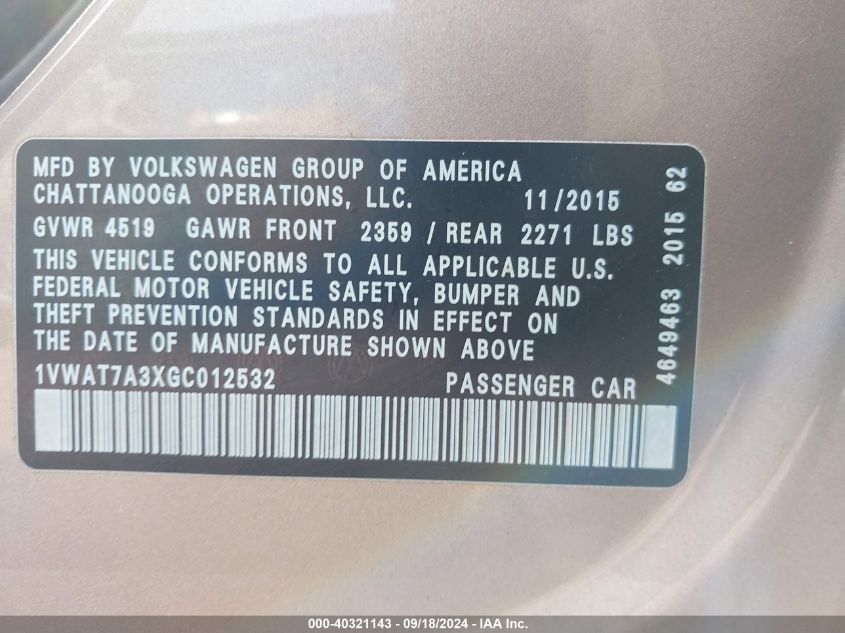 MFD BY VOLKSWAGEN GROUP OF AMERICA
CHATTANOOGA OPERATIONS, LLC. 11/2015
GVWR 4519 GAWR FRONT 2359 / REAR 2271 LBS
THIS VEHICLE CONFORMS TO ALL APPLICABLE U.S.
FEDERAL MOTOR VEHICLE SAFETY, BUMPER AND
THEFT PREVENTION STANDARDS IN EFFECT ON
THE DATE OF MANUFACTURE SHOWN ABOVE
1VWAT7A3XGC012532 PASSENGER CAR
4649463 2015 62
000-40321143 - 09/18/2024 - IAA Inc.